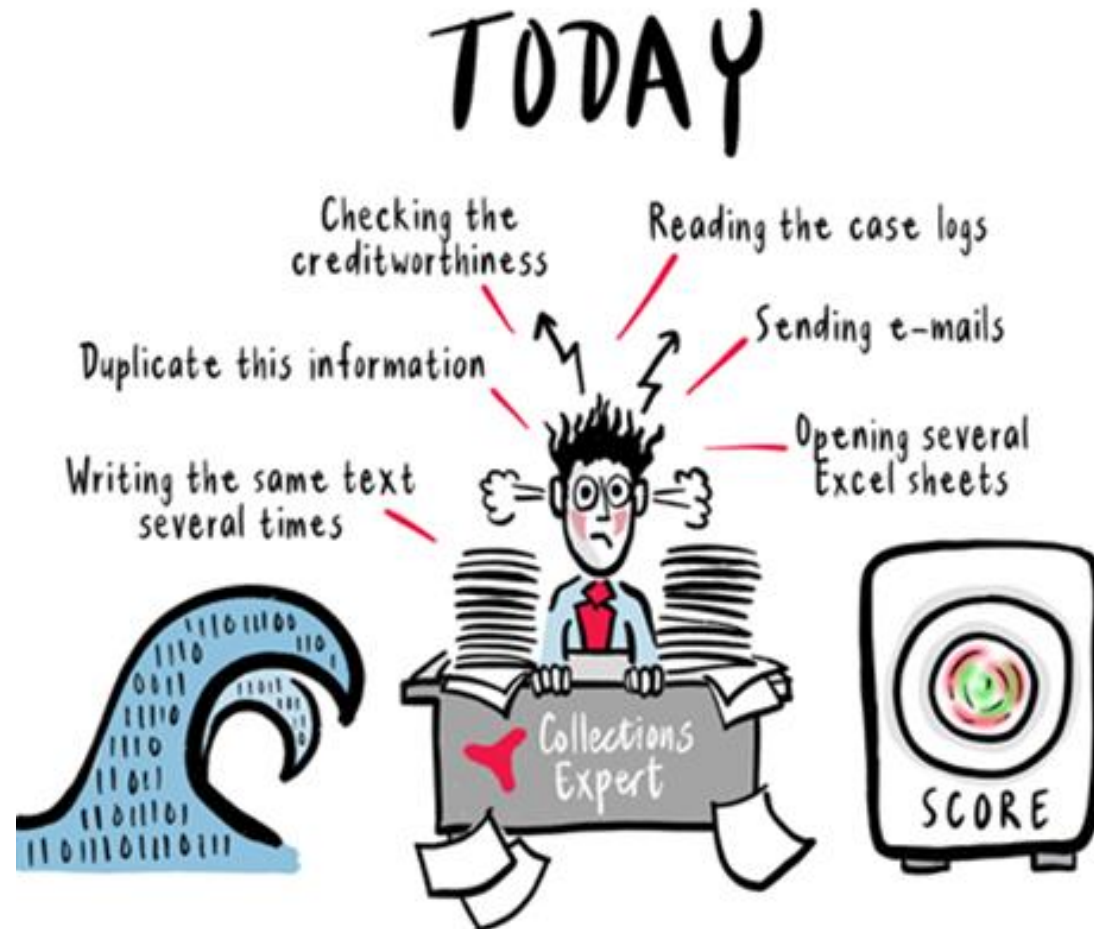 TODAY
Checking the
creditworthiness
Reading the case logs
Duplicate this information
Sending e-mails
Writing the same text
several times
Opening several
Excel sheets
Collections
Expert
SCORE